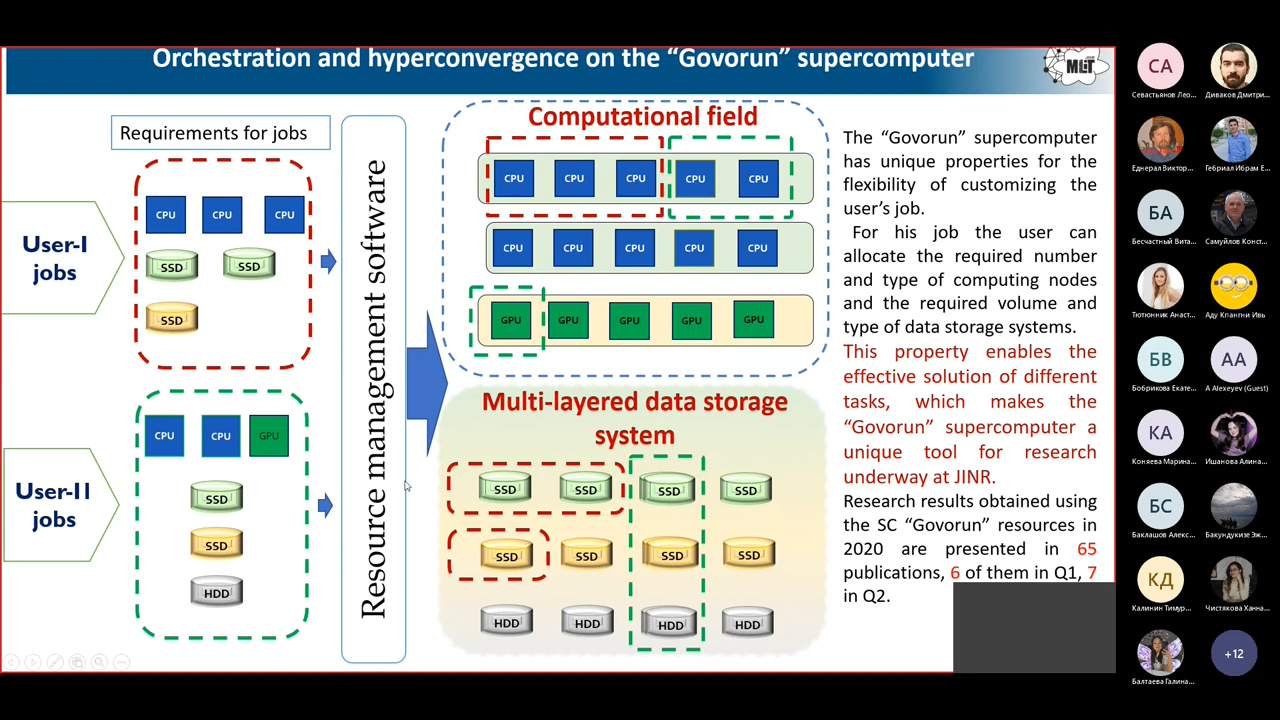 Orchestration and hyperconvergence on the “Govorun” supercomputer
MLIT
Requirements for jobs
User-I
jobs
CPU CPU CPU
SSD SSD
SSD
User-II
jobs
CPU CPU GPU
SSD
SSD
HDD
Resource management software
Computational field
CPU CPU CPU CPU CPU
CPU CPU CPU CPU CPU
GPU GPU GPU GPU GPU
Multi-layered data storage
system
SSD SSD SSD SSD
SSD SSD SSD SSD
HDD HDD HDD HDD
The “Govorun” supercomputer
has unique properties for the
flexibility of customizing the
user’s job.
For his job the user can
allocate the required number
and type of computing nodes
and the required volume and
type of data storage systems.
This property enables the
effective solution of different
tasks, which makes the
“Govorun” supercomputer a
unique tool for research
underway at JINR.
Research results obtained using
the SC “Govorun” resources in
2020 are presented in 65
publications, 6 of them in Q1, 7
in Q2.
СА
Севастьянов Лео...
Диваков Дмитри...
Еднерал Виктор...
Гебриал Ибрам Е...
БА
Бесчастный Вита...
Самуйлов Конст...
Тютюнник Анаст...
Аду Кпангни Ивь
БВ
АА
Бобрикова Екате...
A Alexeyev (Guest)
КА
Коняева Марина...
Ишанова Алина...
БС
Баклашов Алекс...
Бакундукизе Эж...
КД
Калинин Тимур...
Чистякова Ханна...
Балтаева Галина...
+12